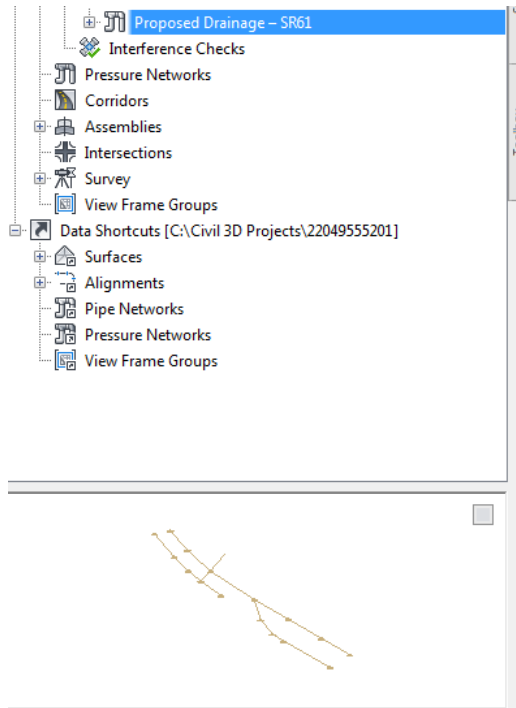 Proposed Drainage – SR61
Interference Checks
Pressure Networks
Corridors
Assemblies
Intersections
Survey
View Frame Groups
Data Shortcuts [C:\Civil 3D Projects\22049555201]
Surfaces
Alignments
Pipe Networks
Pressure Networks
View Frame Groups